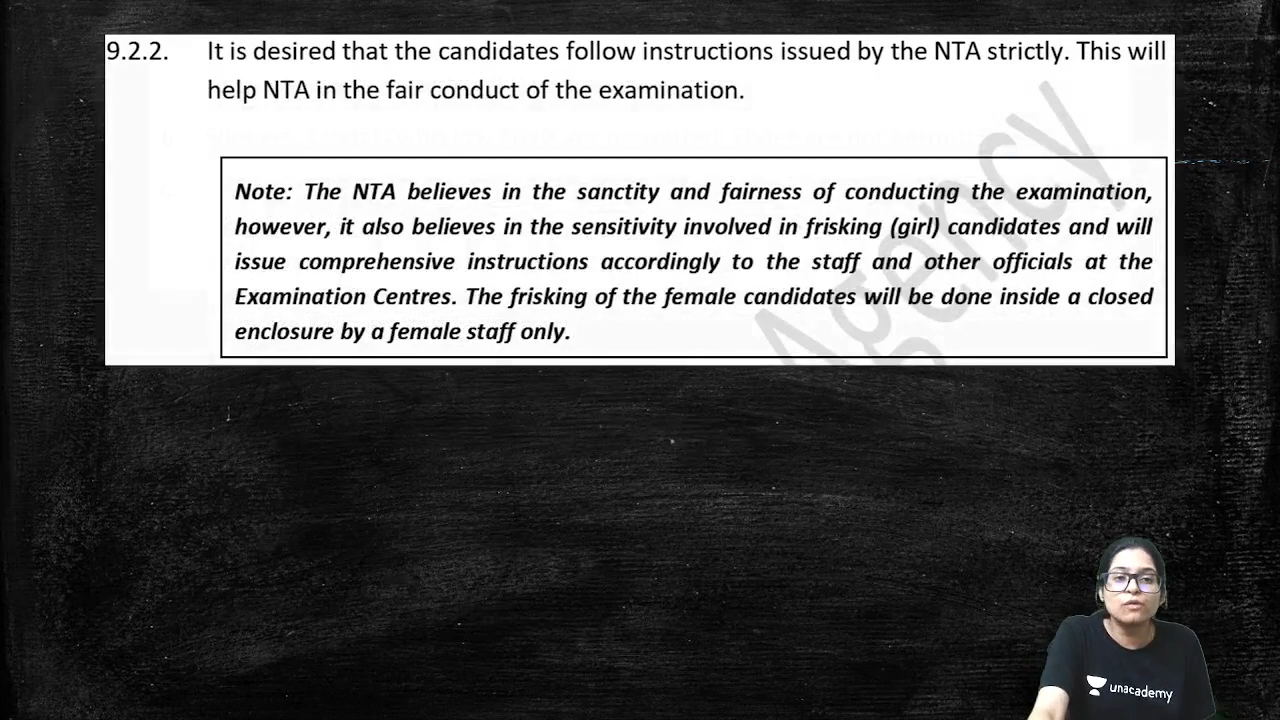 9.2.2. It is desired that the candidates follow instructions issued by the NTA strictly. This will
help NTA in the fair conduct of the examination.
Note: The NTA believes in the sanctity and fairness of conducting the examination,
however, it also believes in the sensitivity involved in frisking (girl) candidates and will
issue comprehensive instructions accordingly to the staff and other officials at the
Examination Centres. The frisking of the female candidates will be done inside a closed
enclosure by a female staff only.
Agency
unacademy